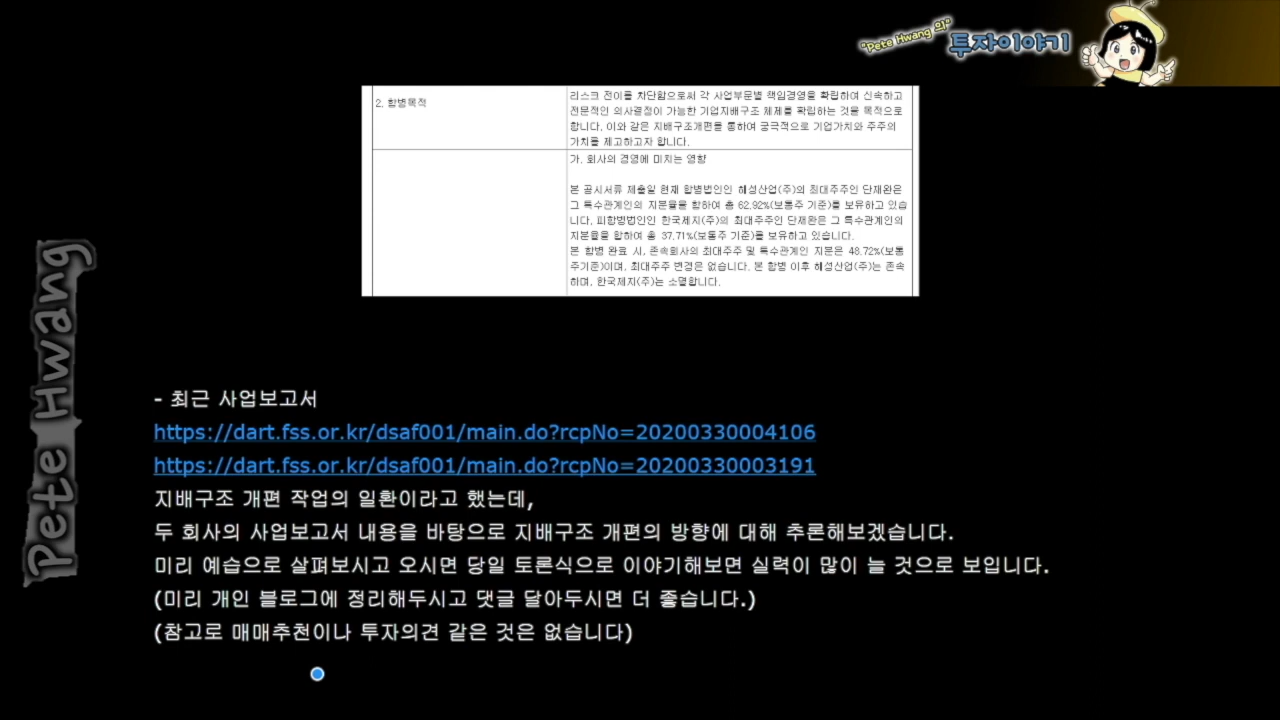 "Pete Hwang 의"
투자이야기
2. 합병목적
리스크 전이를 차단함으로써 각 사업부문별 책임경영을 확립하여 신속하고
전문적인 의사결정이 가능한 기업지배구조 체제를 확립하는 것을 목적으로
합니다. 이와 같은 지배구조개편을 통하여 궁극적으로 기업가치와 주주의
가치를 제고하고자 합니다.
가. 회사의 경영에 미치는 영향
본 공시서류 제출일 현재 합병법인인 해성산업(주)의 최대주주인 단재완은
그 특수관계인의 지분율을 합하여 총 62.92%(보통주 기준)를 보유하고 있습
니다. 피합병법인인 한국제지(주)의 최대주주인 단재완은 그 특수관계인의
지분율을 합하여 총 37.71%(보통주 기준)를 보유하고 있습니다.
본 합병 완료 시, 존속회사의 최대주주 및 특수관계인 지분은 48.72%(보통
주기준)이며, 최대주주 변경은 없습니다. 본 합병 이후 해성산업(주)는 존속
하며, 한국제지(주)는 소멸합니다.
Pete Hwang
- 최근 사업보고서
https://dart.fss.or.kr/dsaf001/main.do?rcpNo=20200330004106
https://dart.fss.or.kr/dsaf001/main.do?rcpNo=20200330003191
지배구조 개편 작업의 일환이라고 했는데,
두 회사의 사업보고서 내용을 바탕으로 지배구조 개편의 방향에 대해 추론해보겠습니다.
미리 예습으로 살펴보시고 오시면 당일 토론식으로 이야기해보면 실력이 많이 늘 것으로 보입니다.
(미리 개인 블로그에 정리해두시고 댓글 달아두시면 더 좋습니다.)
(참고로 매매추천이나 투자의견 같은 것은 없습니다)